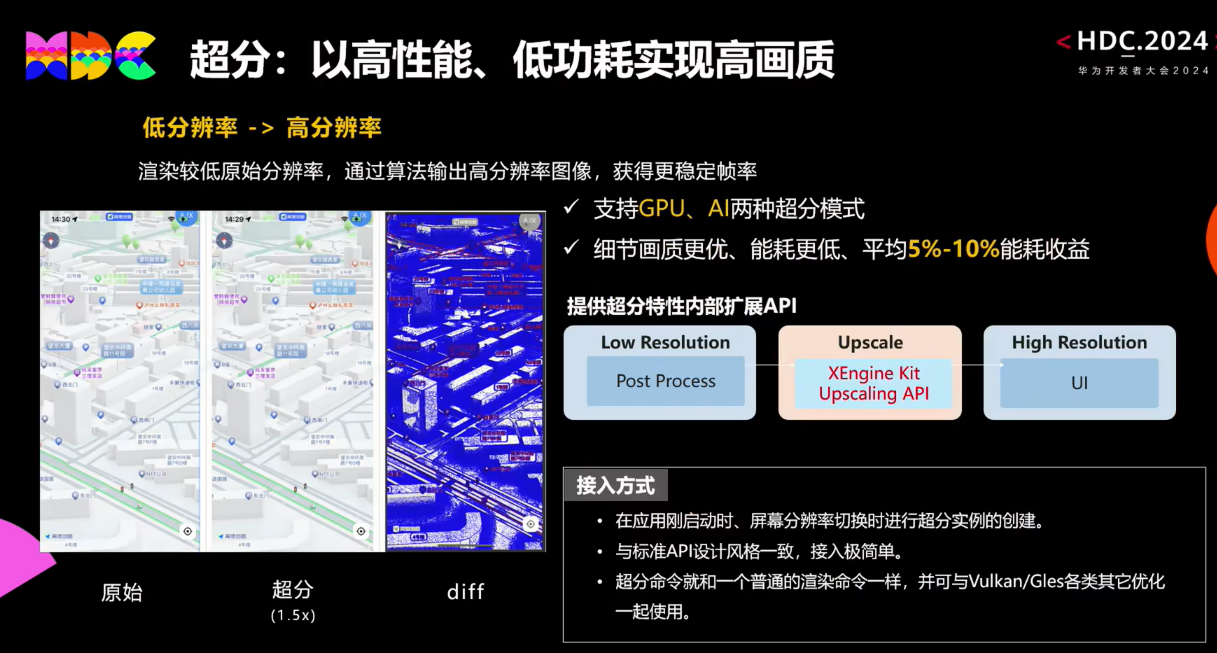 HDC
超分：以高性能、低功耗实现高画质
HDC.2024
华为开发者大会2024
低分辨率 -> 高分辨率
渲染较低原始分辨率，通过算法输出高分辨率图像，获得更稳定帧率
14:30
14:29
✓ 支持GPU、AI两种超分模式
✓ 细节画质更优、能耗更低、平均5%-10%能耗收益
提供超分特性内部扩展API
Low Resolution
Post Process
Upscale
XEngine Kit
Upscaling API
High Resolution
UI
接入方式
• 在应用刚启动时、屏幕分辨率切换时进行超分实例的创建。
• 与标准API设计风格一致，接入极简单。
• 超分命令就和一个普通的渲染命令一样，并可与Vulkan/Gles各类其它优化
一起使用。
原始
超分
(1.5x)
diff